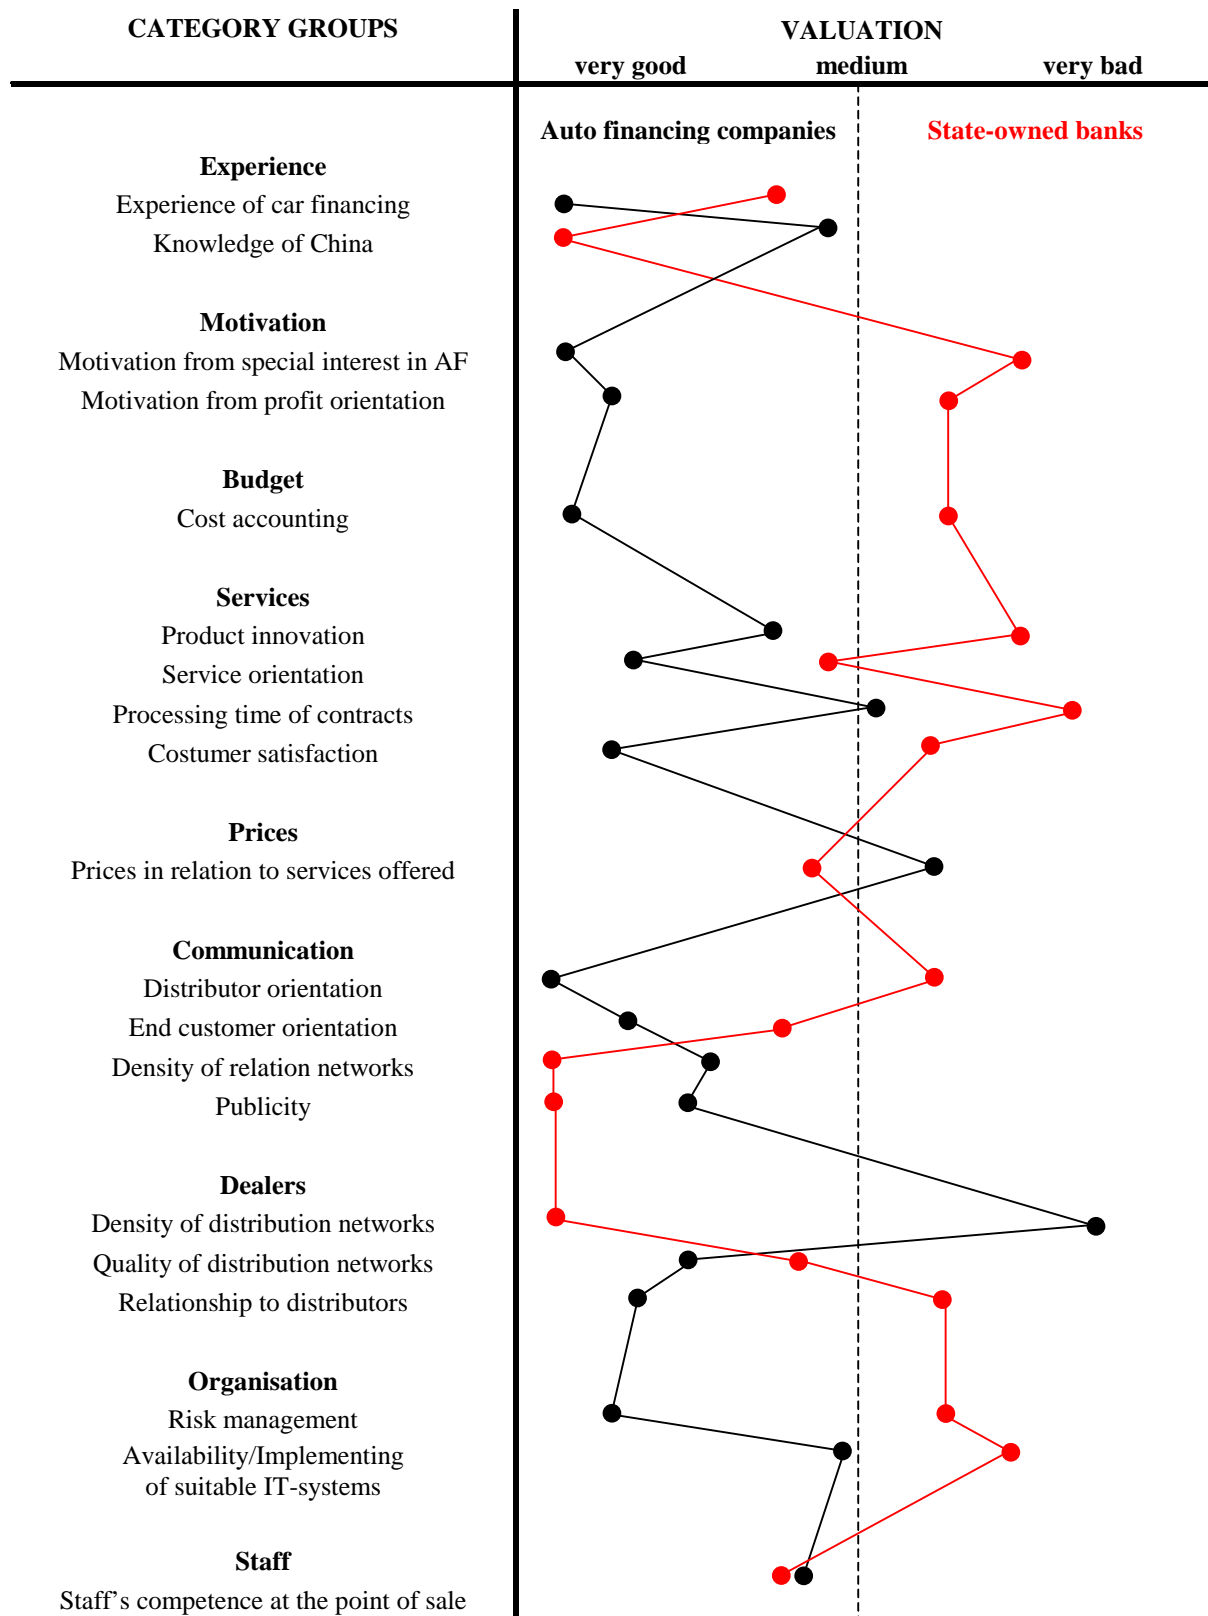 CATEGORY GROUPS
VALUATION
very good medium very bad
Auto financing companies State-owned banks
Experience
Experience of car financing
Knowledge of China
Motivation
Motivation from special interest in AF
Motivation from profit orientation
Budget
Cost accounting
Services
Product innovation
Service orientation
Processing time of contracts
Costumer satisfaction
Prices
Prices in relation to services offered
Communication
Distributor orientation
End customer orientation
Density of relation networks
Publicity
Dealers
Density of distribution networks
Quality of distribution networks
Relationship to distributors
Organisation
Risk management
Availability/Implementing
of suitable IT-systems
Staff
Staff's competence at the point of sale